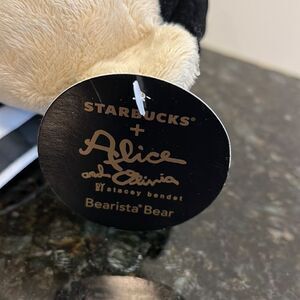 STARBUCKS®
+
Alice
and Olivia
BY stacey bendet
Bearista® Bear